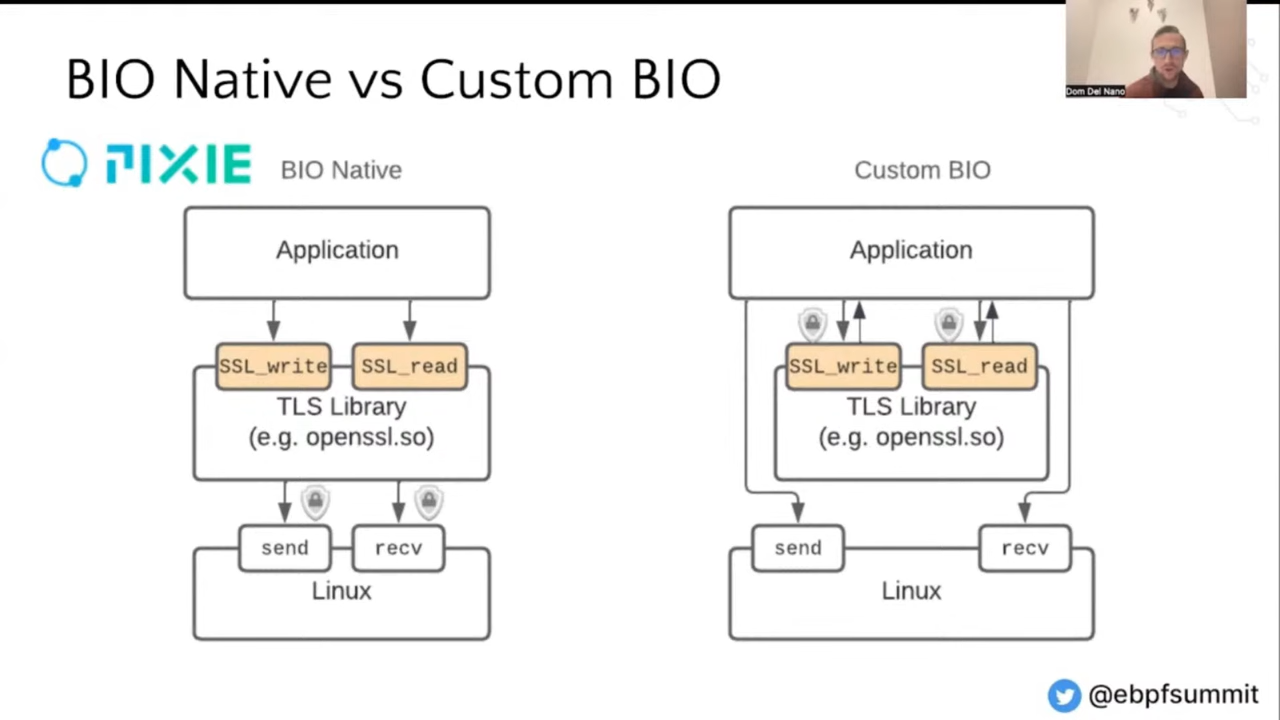 BIO Native vs Custom BIO
Dom Del Nano
PIXIE
BIO Native
Application
SSL_write
SSL_read
TLS Library
(e.g. openssl.so)
send
recv
Linux
Custom BIO
Application
SSL_write
SSL_read
TLS Library
(e.g. openssl.so)
send
recv
Linux
@ebpfsummit